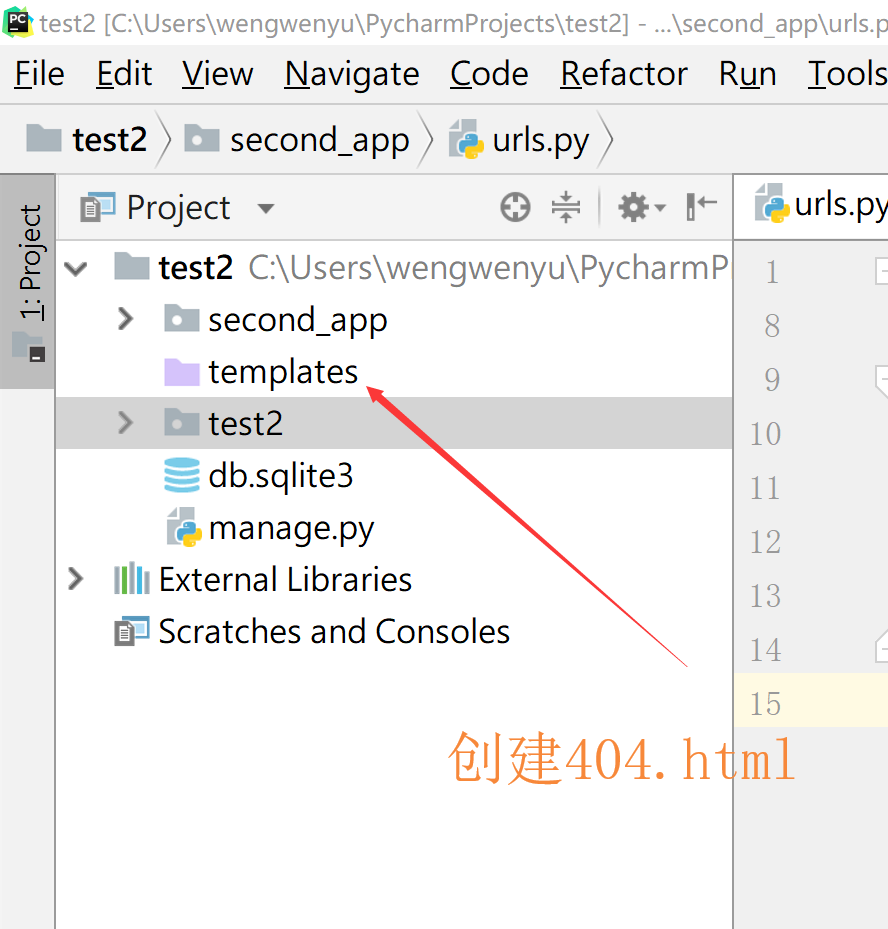 test2 [C:\Users\wengwenyu\PycharmProjects\test2] - ...\second_app\urls.p
File Edit View Navigate Code Refactor Run Tools
test2 second_app urls.py
1: Project
Project
urls.py
test2 C:\Users\wengwenyu\PycharmP
second_app
templates
test2
db.sqlite3
manage.py
External Libraries
Scratches and Consoles
1
8
9
10
11
12
13
14
15
创建404.html